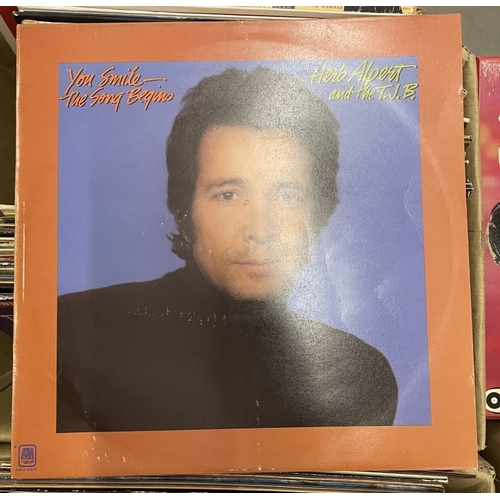 You Smile—
The Song Begins
Herb Alpert
and the T.J.B.
A&M